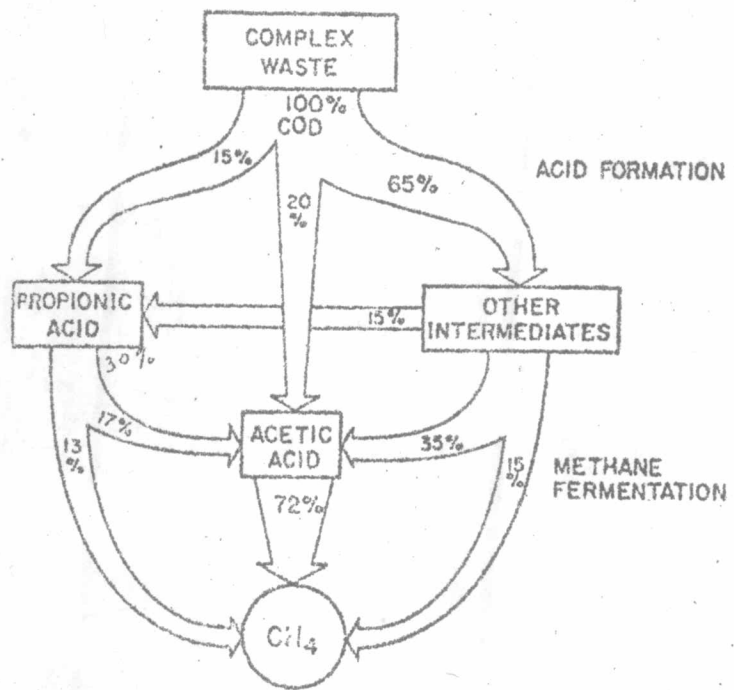 COMPLEX
WASTE
100%
COD
15%
20
%
65%
ACID FORMATION
PROPIONIC
ACID
15%
OTHER
INTERMEDIATES
30%
17%
13
%
ACETIC
ACID
35%
15
%
METHANE
FERMENTATION
72%
CH4